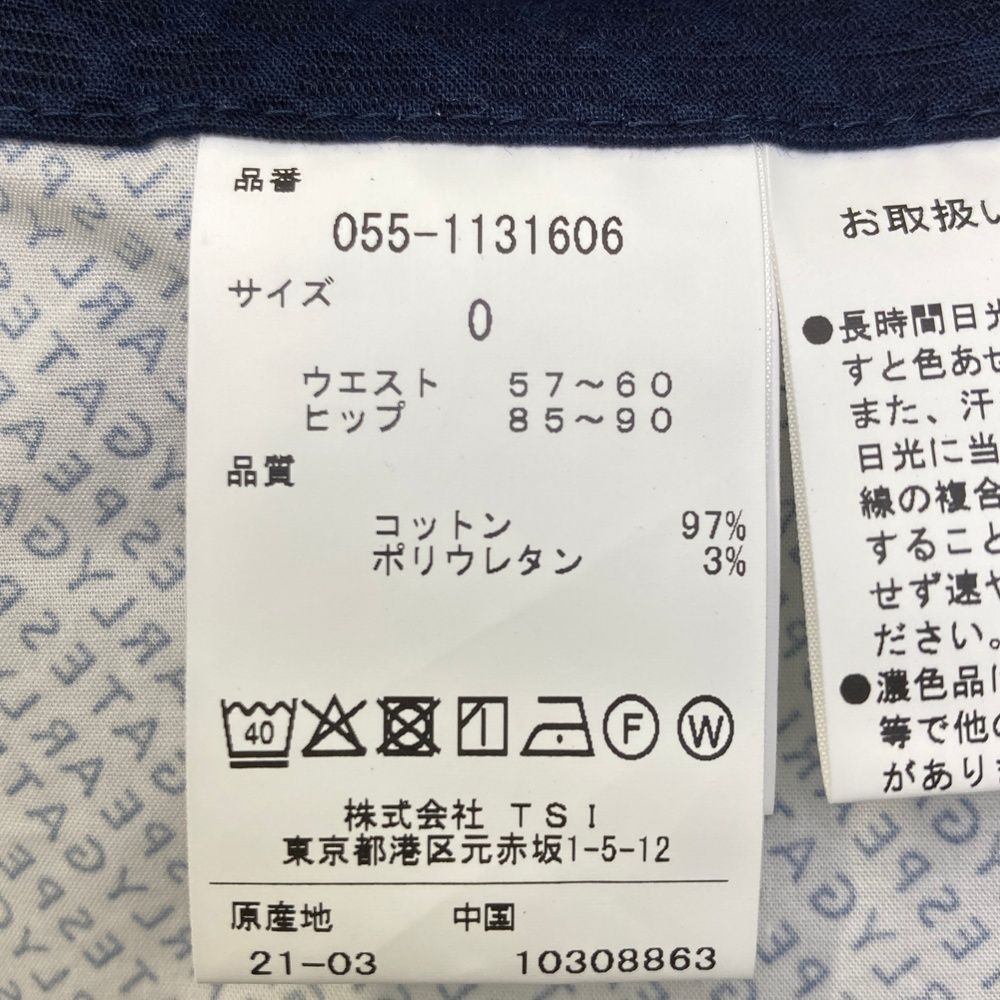 品番
055-1131606
サイズ
0
ウエスト 57～60
ヒップ 85～90
品質
コットン 97%
ポリウレタン 3%
40
F
W
株式会社 TSI
東京都港区元赤坂1-5-12
原産地 中国
21-03 10308863
お取扱い
●長時間日光
すと色あせ
また、汗
日光に当
線の複合
すること
せず速や
ださい。
●濃色品に
等で他の
があり